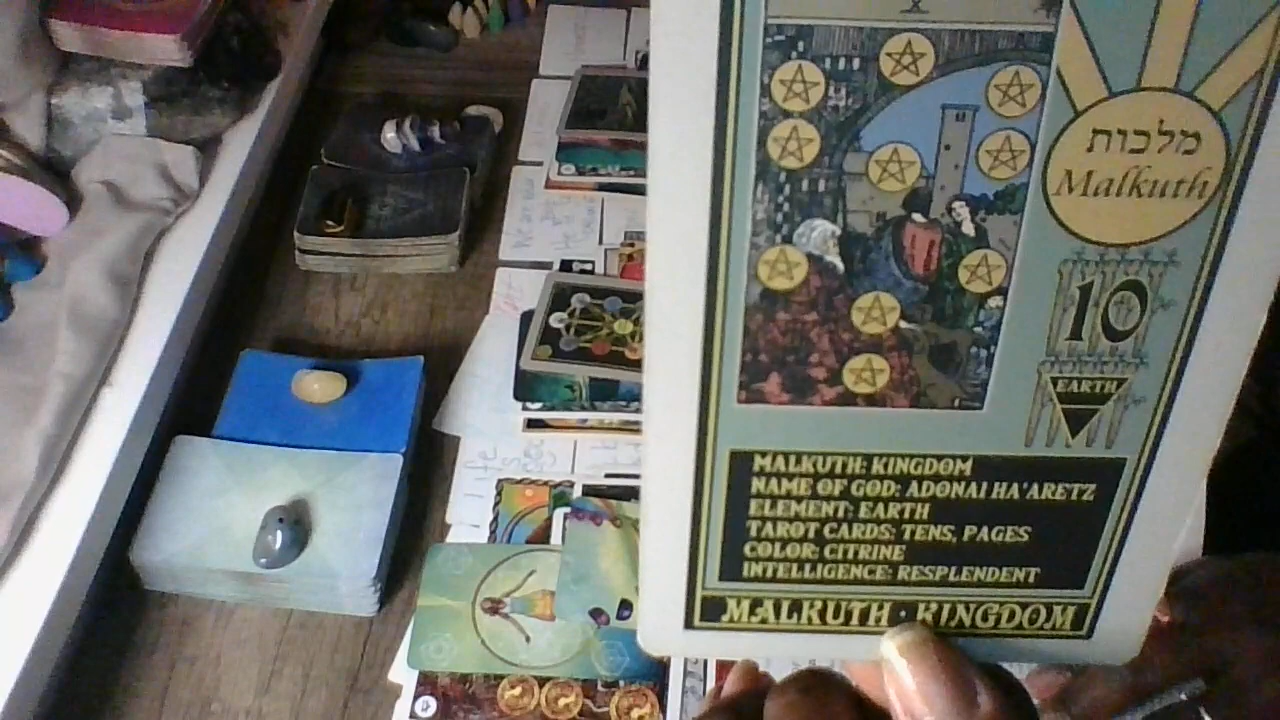 X
מלכות
Malkuth
10
EARTH
MALKUTH: KINGDOM
NAME OF GOD: ADONAI HA'ARETZ
ELEMENT: EARTH
TAROT CARDS: TENS, PAGES
COLOR: CITRINE
INTELLIGENCE: RESPLENDENT
MALKUTH · KINGDOM